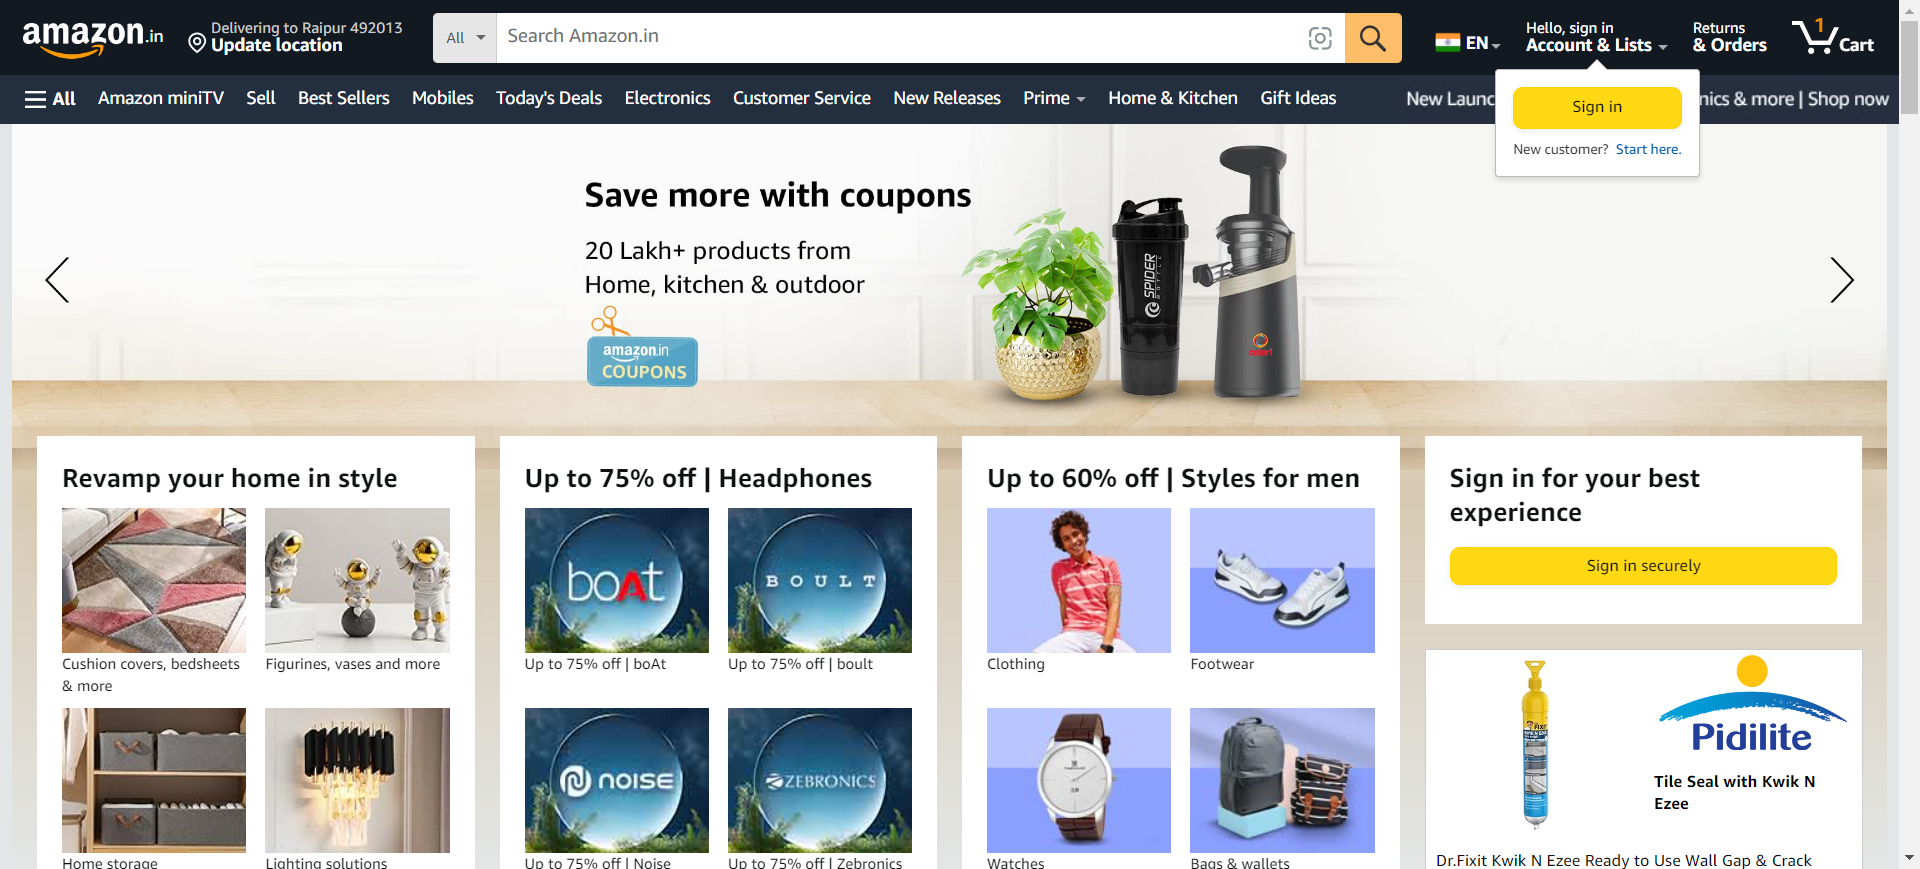 amazon.in
Delivering to Raipur 492013
Update location
All
Search Amazon.in
EN
Hello, sign in
Account & Lists
Returns
& Orders
1
Cart
All
Amazon miniTV
Sell
Best Sellers
Mobiles
Today's Deals
Electronics
Customer Service
New Releases
Prime
Home & Kitchen
Gift Ideas
New Launc
nics & more | Shop now
Sign in
New customer? Start here.
Save more with coupons
20 Lakh+ products from
Home, kitchen & outdoor
amazon.in
COUPONS
SPIDER
BOTTLE
Revamp your home in style
Cushion covers, bedsheets
& more
Figurines, vases and more
Home storage
Lighting solutions
Up to 75% off | Headphones
boAt
Up to 75% off | boAt
BOULT
Up to 75% off | boult
noise
Up to 75% off | Noise
ZEBRONICS
Up to 75% off | Zebronics
Up to 60% off | Styles for men
Clothing
Footwear
Watches
Bags & wallets
Sign in for your best
experience
Sign in securely
Pidilite
Tile Seal with Kwik N
Ezee
Dr.Fixit Kwik N Ezee Ready to Use Wall Gap & Crack